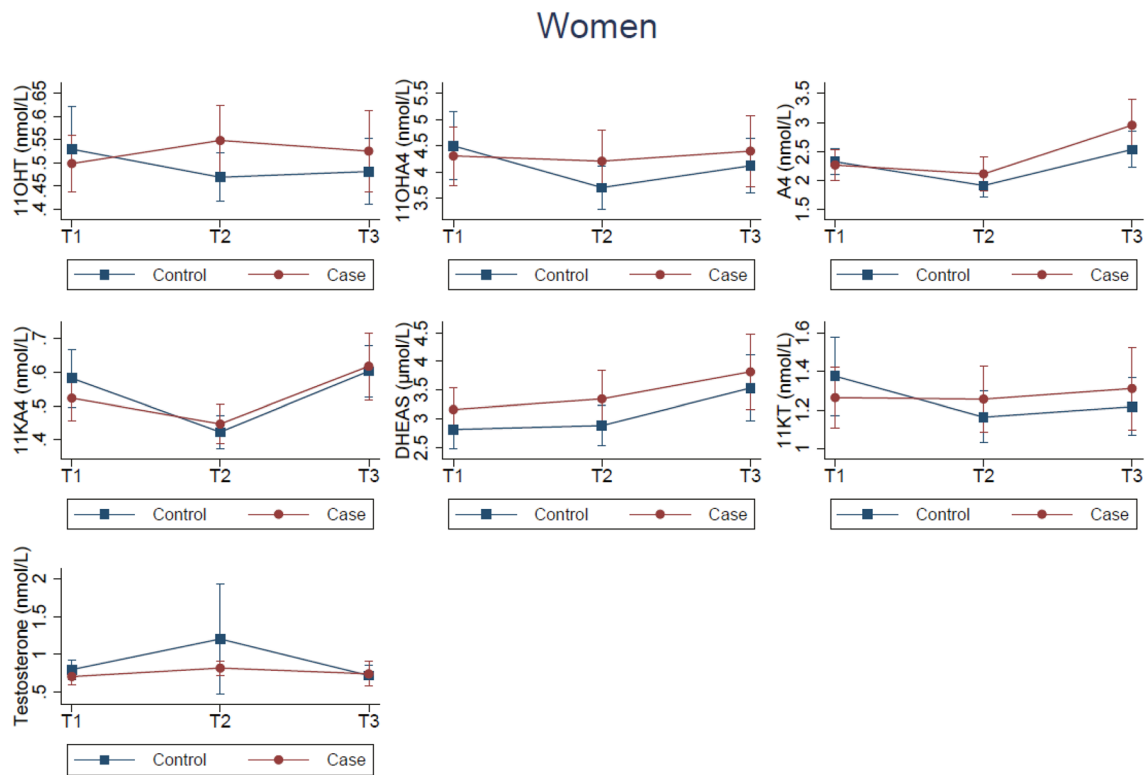 Women
11OHT (nmol/L)
.4 .45 .5 .55 .6 .65
T1 T2 T3
Control Case
11OHA4 (nmol/L)
3.5 4 4.5 5 5.5
T1 T2 T3
Control Case
A4 (nmol/L)
1.5 2 2.5 3 3.5
T1 T2 T3
Control Case
11KA4 (nmol/L)
.4 .5 .6 .7
T1 T2 T3
Control Case
DHEAS (µmol/L)
2.5 3 3.5 4 4.5
T1 T2 T3
Control Case
11KT (nmol/L)
1 1.2 1.4 1.6
T1 T2 T3
Control Case
Testosterone (nmol/L)
.5 1 1.5 2
T1 T2 T3
Control Case